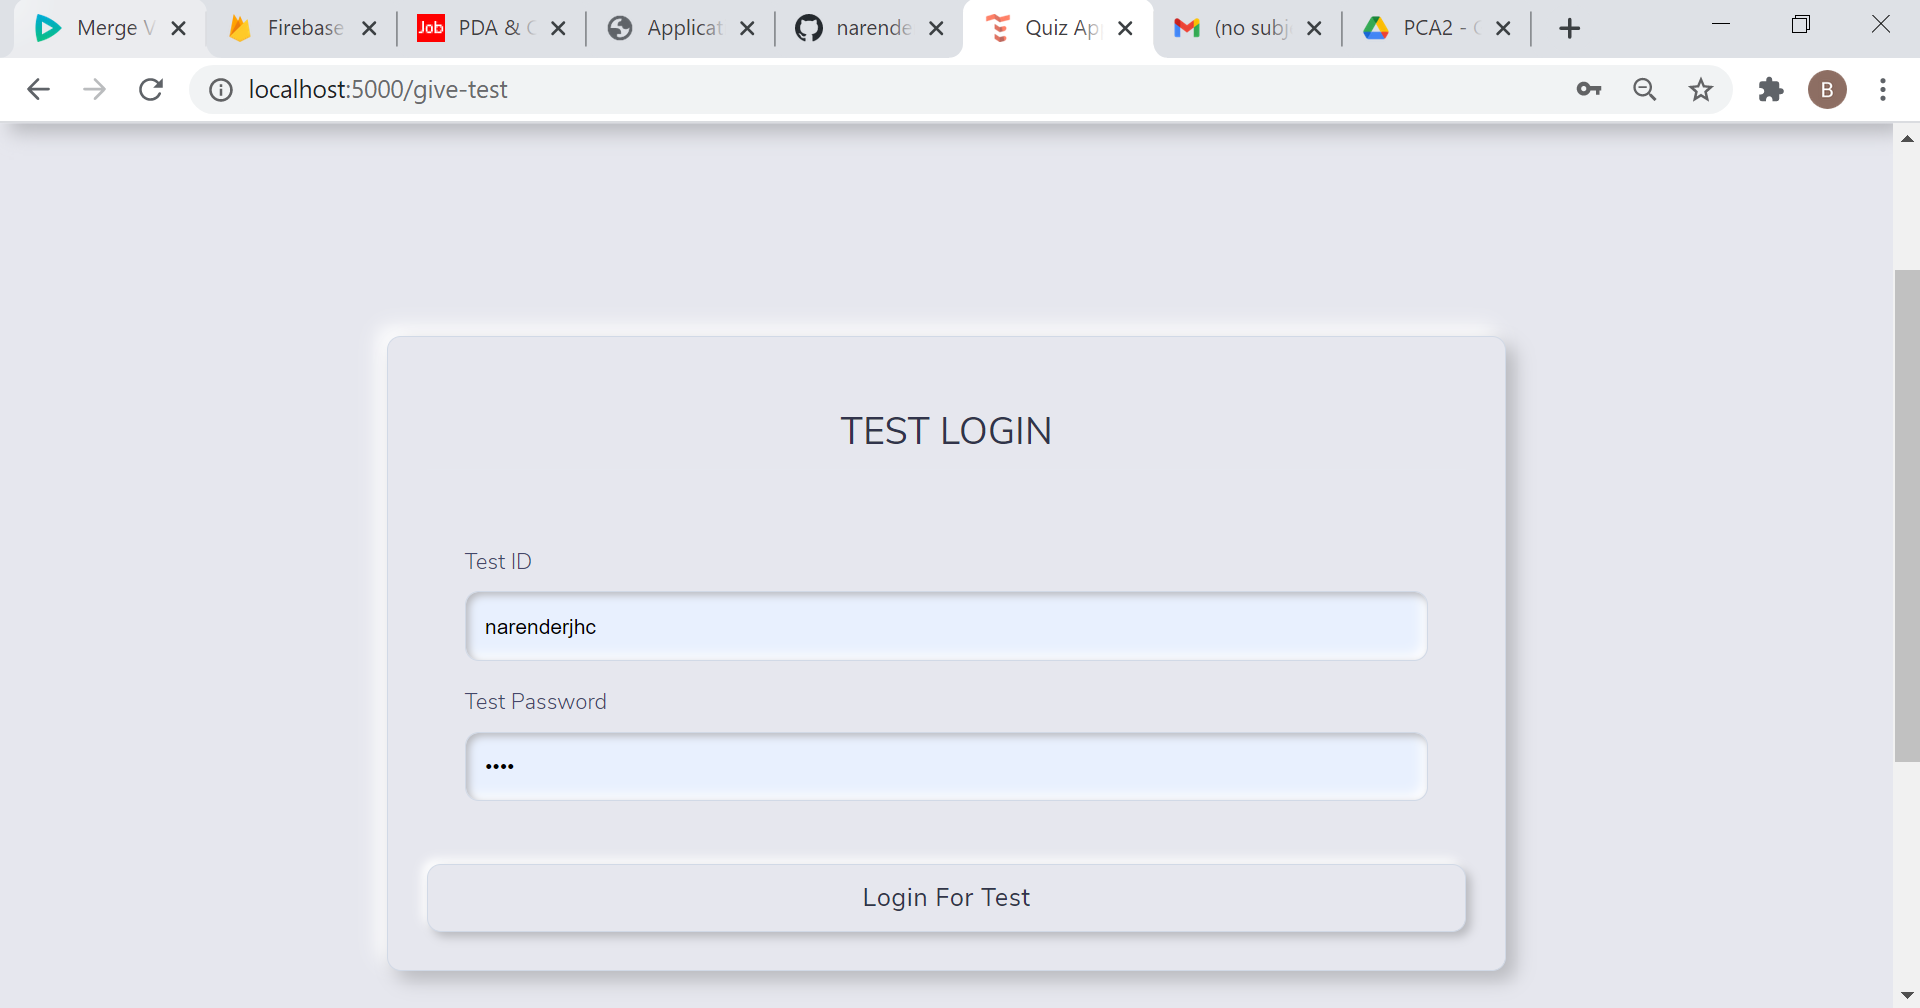 Merge V
Firebase
Job
PDA & C
Applicat
narende
Quiz Ap
(no subj
PCA2 -
localhost:5000/give-test
B
TEST LOGIN
Test ID
narenderjhc
Test Password
••••
Login For Test